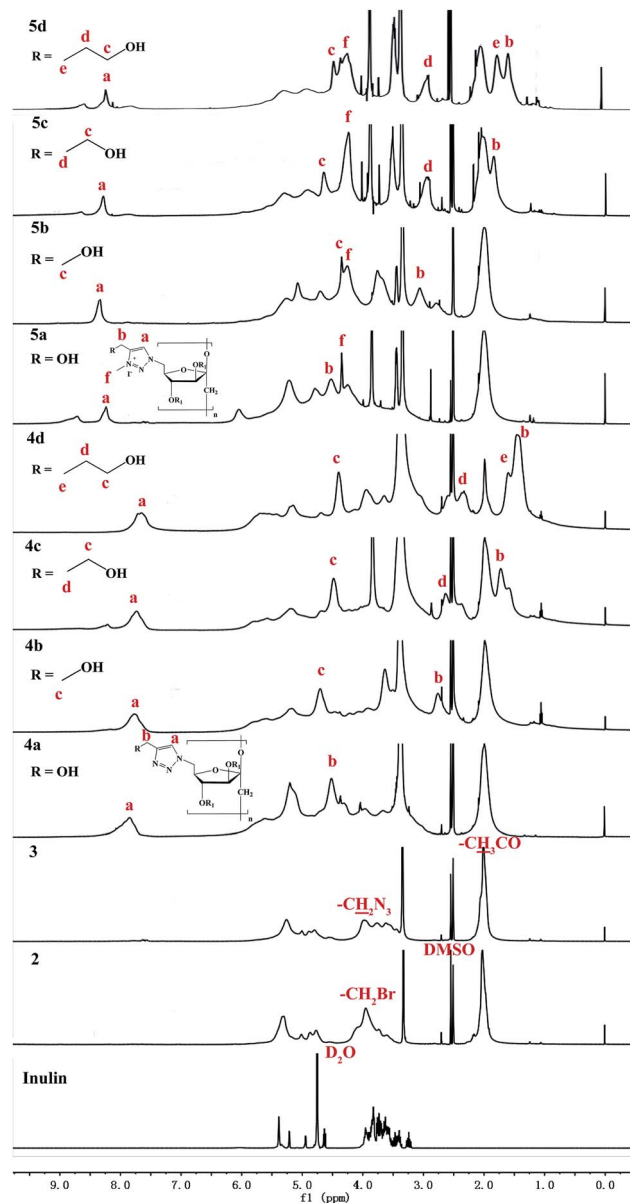 5d
R =
d
OH
e
c
a
c
f
d
e
b
5c
R =
c
OH
d
a
c
f
d
b
5b
R =
OH
c
a
c
f
b
5a
R = OH
b
a
R
N
N
N
+
I-
f
O
O
R1
OR1
CH2
n
a
b
f
4d
R =
d
OH
e
c
a
c
d
e
b
4c
R =
c
OH
d
a
c
d
b
4b
R =
OH
c
a
c
b
4a
R = OH
b
a
R
N
N
N
O
O
R1
OR1
CH2
n
a
b
-CH3CO
3
-CH2N3
DMSO
2
-CH2Br
D2O
Inulin
9.0 8.0 7.0 6.0 5.0 4.0 3.0 2.0 1.0 0.0
f1 (ppm)